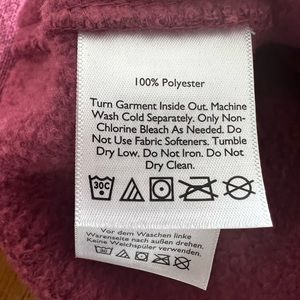 100% Polyester
Turn Garment Inside Out. Machine
Wash Cold Separately. Only Non-
Chlorine Bleach As Needed. Do
Not Use Fabric Softeners. Tumble
Dry Low. Do Not Iron. Do Not
Dry Clean.
30C
Vor dem Waschen linke
Warenseite nach außen drehen.
Keine Weichspüler verwenden.